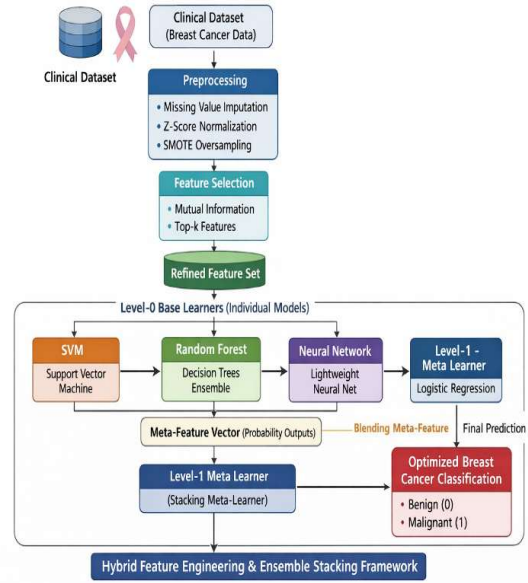 Clinical Dataset
(Breast Cancer Data)
Clinical Dataset
Preprocessing
• Missing Value Imputation
• Z-Score Normalization
• SMOTE Oversampling
Feature Selection
• Mutual Information
• Top-k Features
Refined Feature Set
Level-0 Base Learners (Individual Models)
SVM
Support Vector
Machine
Random Forest
Decision Trees
Ensemble
Neural Network
Lightweight
Neural Net
Level-1 -
Meta Learner
Logistic Regression
Meta-Feature Vector (Probability Outputs)
Blending Meta-Feature
Final Prediction
Level-1 Meta Learner
(Stacking Meta-Learner)
Optimized Breast
Cancer Classification
• Benign (0)
• Malignant (1)
Hybrid Feature Engineering & Ensemble Stacking Framework